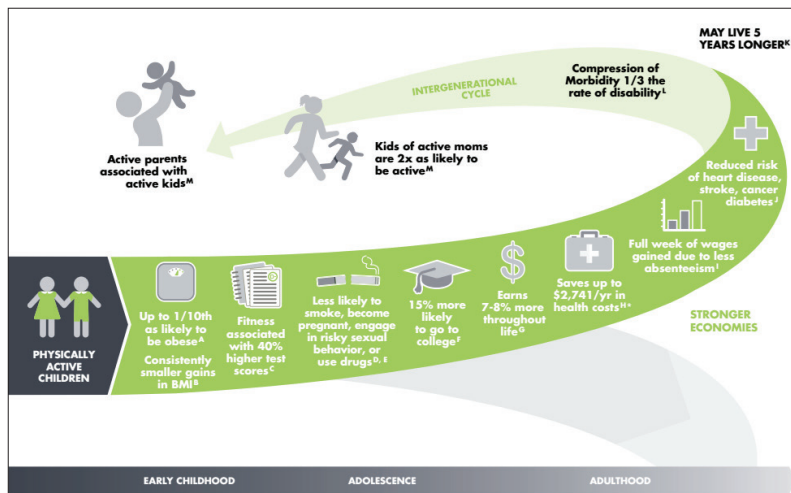 MAY LIVE 5
YEARS LONGERᴷ
Compression of
Morbidity 1/3 the
rate of disabilityᴸ
INTERGENERATIONAL
CYCLE
Kids of active moms
are 2x as likely to
be activeᴹ
Active parents
associated with
active kidsᴹ
PHYSICALLY
ACTIVE
CHILDREN
Up to 1/10th
as likely to
be obeseᴬ
Consistently
smaller gains
in BMIᴮ
Fitness
associated
with 40%
higher test
scoresᶜ
Less likely to
smoke, become
pregnant, engage
in risky sexual
behavior, or
use drugsᴰ, ᴱ
15% more
likely
to go to
collegeᶠ
$
Earns
7-8% more
throughout
lifeᴳ
Saves up to
$2,741/yr in
health costsᴴ*
Full week of wages
gained due to less
absenteeismᴵ
Reduced risk
of heart disease,
stroke, cancer
diabetesᴶ
STRONGER
ECONOMIES
EARLY CHILDHOOD
ADOLESCENCE
ADULTHOOD